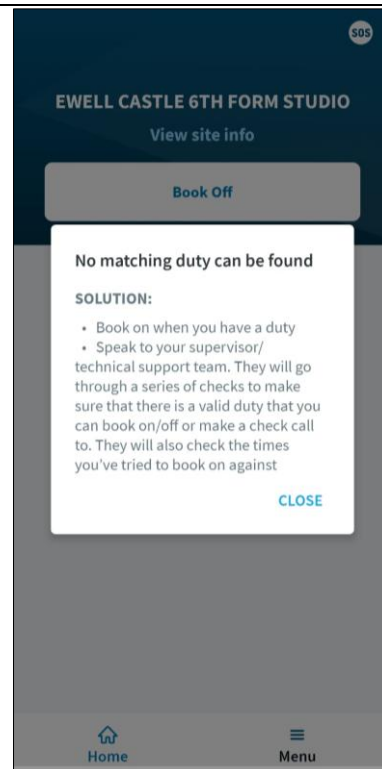 SOS
EWELL CASTLE 6TH FORM STUDIO
View site info
Book Off
No matching duty can be found
SOLUTION:
• Book on when you have a duty
• Speak to your supervisor/
technical support team. They will go
through a series of checks to make
sure that there is a valid duty that you
can book on/off or make a check call
to. They will also check the times
you've tried to book on against
CLOSE
Home
Menu